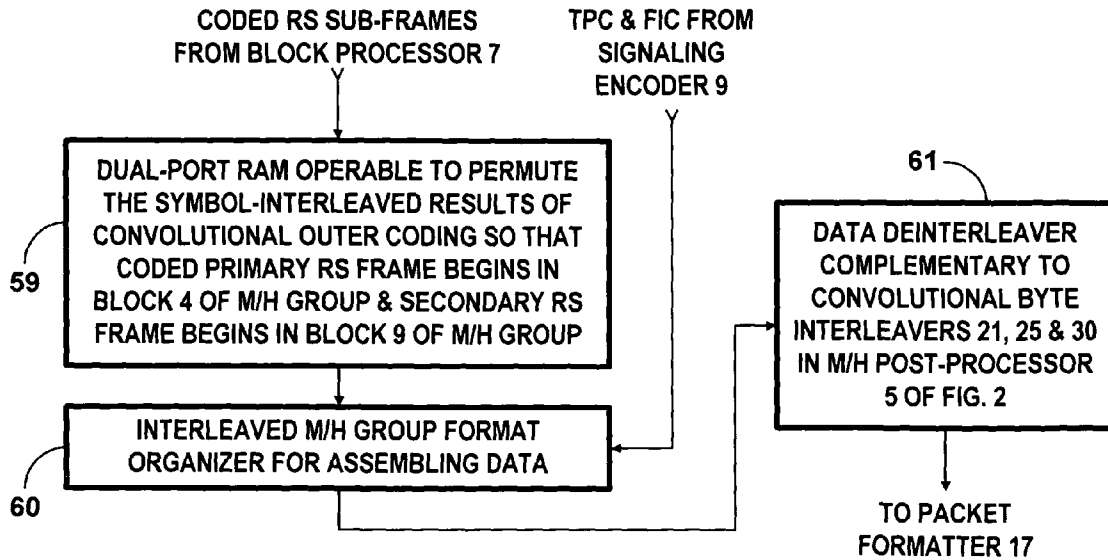 CODED RS SUB-FRAMES
FROM BLOCK PROCESSOR 7
TPC & FIC FROM
SIGNALING
ENCODER 9
DUAL-PORT RAM OPERABLE TO PERMUTE
THE SYMBOL-INTERLEAVED RESULTS OF
CONVOLUTIONAL OUTER CODING SO THAT
CODED PRIMARY RS FRAME BEGINS IN
BLOCK 4 OF M/H GROUP & SECONDARY RS
FRAME BEGINS IN BLOCK 9 OF M/H GROUP
59
INTERLEAVED M/H GROUP FORMAT
ORGANIZER FOR ASSEMBLING DATA
60
61
DATA DEINTERLEAVER
COMPLEMENTARY TO
CONVOLUTIONAL BYTE
INTERLEAVERS 21, 25 & 30
IN M/H POST-PROCESSOR
5 OF FIG. 2
TO PACKET
FORMATTER 17